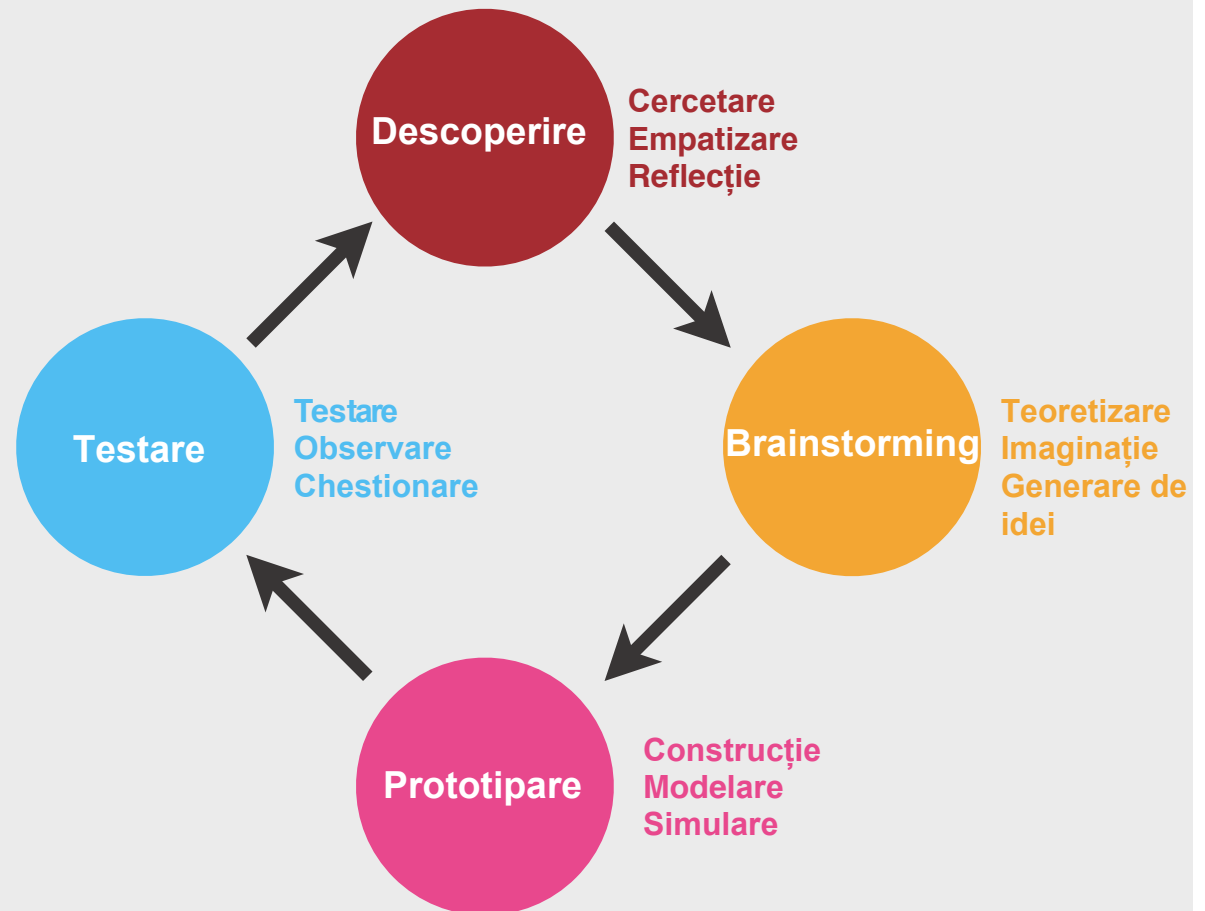 Descoperire
Cercetare
Empatizare
Reflecție
Testare
Testare
Observare
Chestionare
Brainstorming
Teoretizare
Imaginație
Generare de
idei
Prototipare
Construcție
Modelare
Simulare